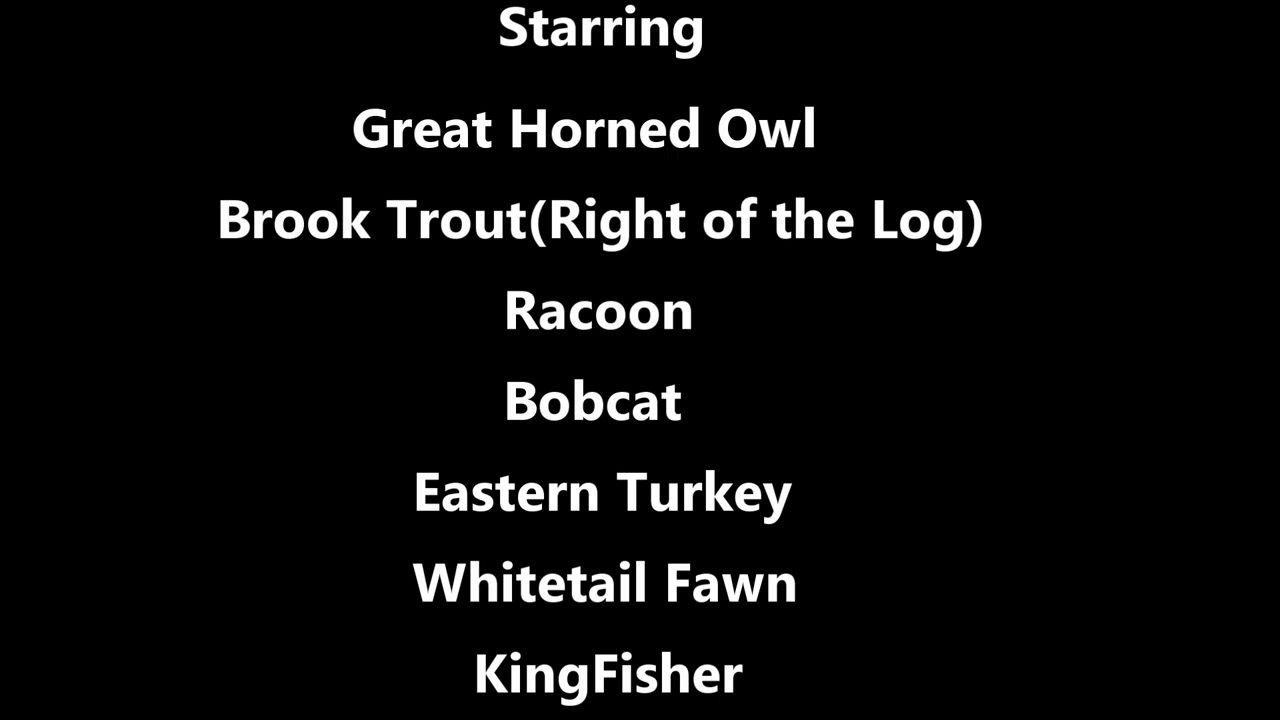 Starring
Great Horned Owl
Brook Trout(Right of the Log)
Racoon
Bobcat
Eastern Turkey
Whitetail Fawn
KingFisher